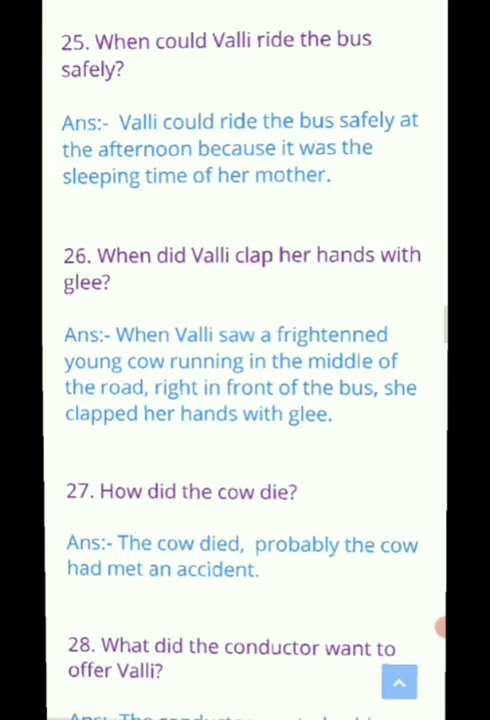 25. When could Valli ride the bus
safely?
Ans:- Valli could ride the bus safely at
the afternoon because it was the
sleeping time of her mother.
26. When did Valli clap her hands with
glee?
Ans:- When Valli saw a frightenned
young cow running in the middle of
the road, right in front of the bus, she
clapped her hands with glee.
27. How did the cow die?
Ans:- The cow died, probably the cow
had met an accident.
28. What did the conductor want to
offer Valli?
Ans:- The conductor